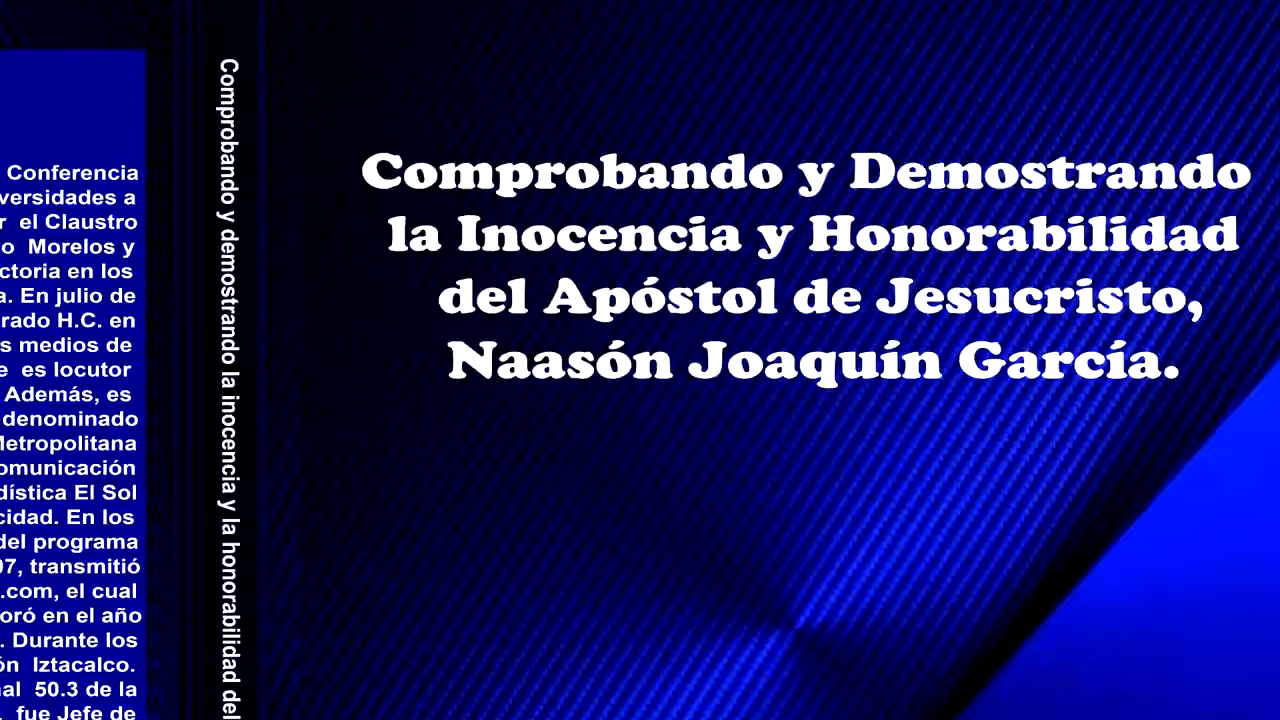 Conferencia
versidades a
el Claustro
o Morelos y
ctoria en los
a. En julio de
rado H.C. en
s medios de
e es locutor
Además, es
denominado
Metropolitana
omunicación
dística El Sol
cidad. En los
del programa
07, transmitió
.com, el cual
oró en el año
. Durante los
ón Iztacalco.
al 50.3 de la
fue Jefe de
Comprobando y demostrando la inocencia y la honorabilidad del
Comprobando y Demostrando
la Inocencia y Honorabilidad
del Apóstol de Jesucristo,
Naasón Joaquín García.